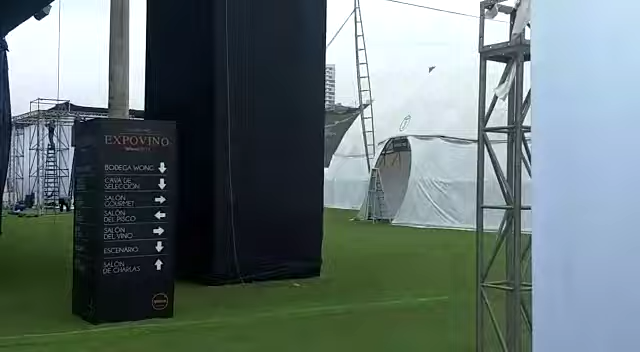 EXPOVINO
BODEGA WONG
CAVA DE
SELECCIÓN
SALÓN
GOURMET
SALÓN
DEL PISCO
SALÓN
DEL VINO
ESCENARIO
SALÓN
DE CHARLAS